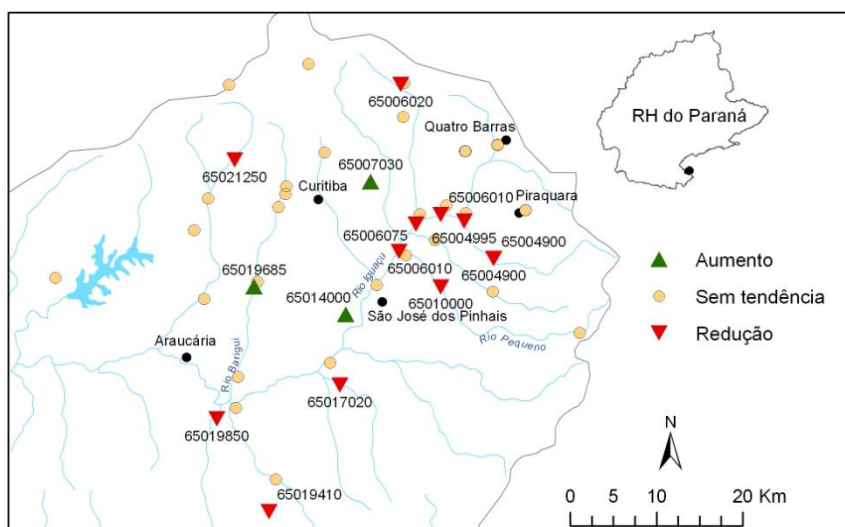 65006020
Quatro Barras
RH do Paraná
65021250
65007030
Curitiba
65006010
Piraquara
65006075
65004995
65004900
65019685
Rio Iguaçu
65006010
65004900
65014000
65010000
São José dos Pinhais
Araucária
Rio Barigui
Rio Pequeno
65017020
65019850
65019410
Aumento
Sem tendência
Redução
N
0 5 10 20 Km